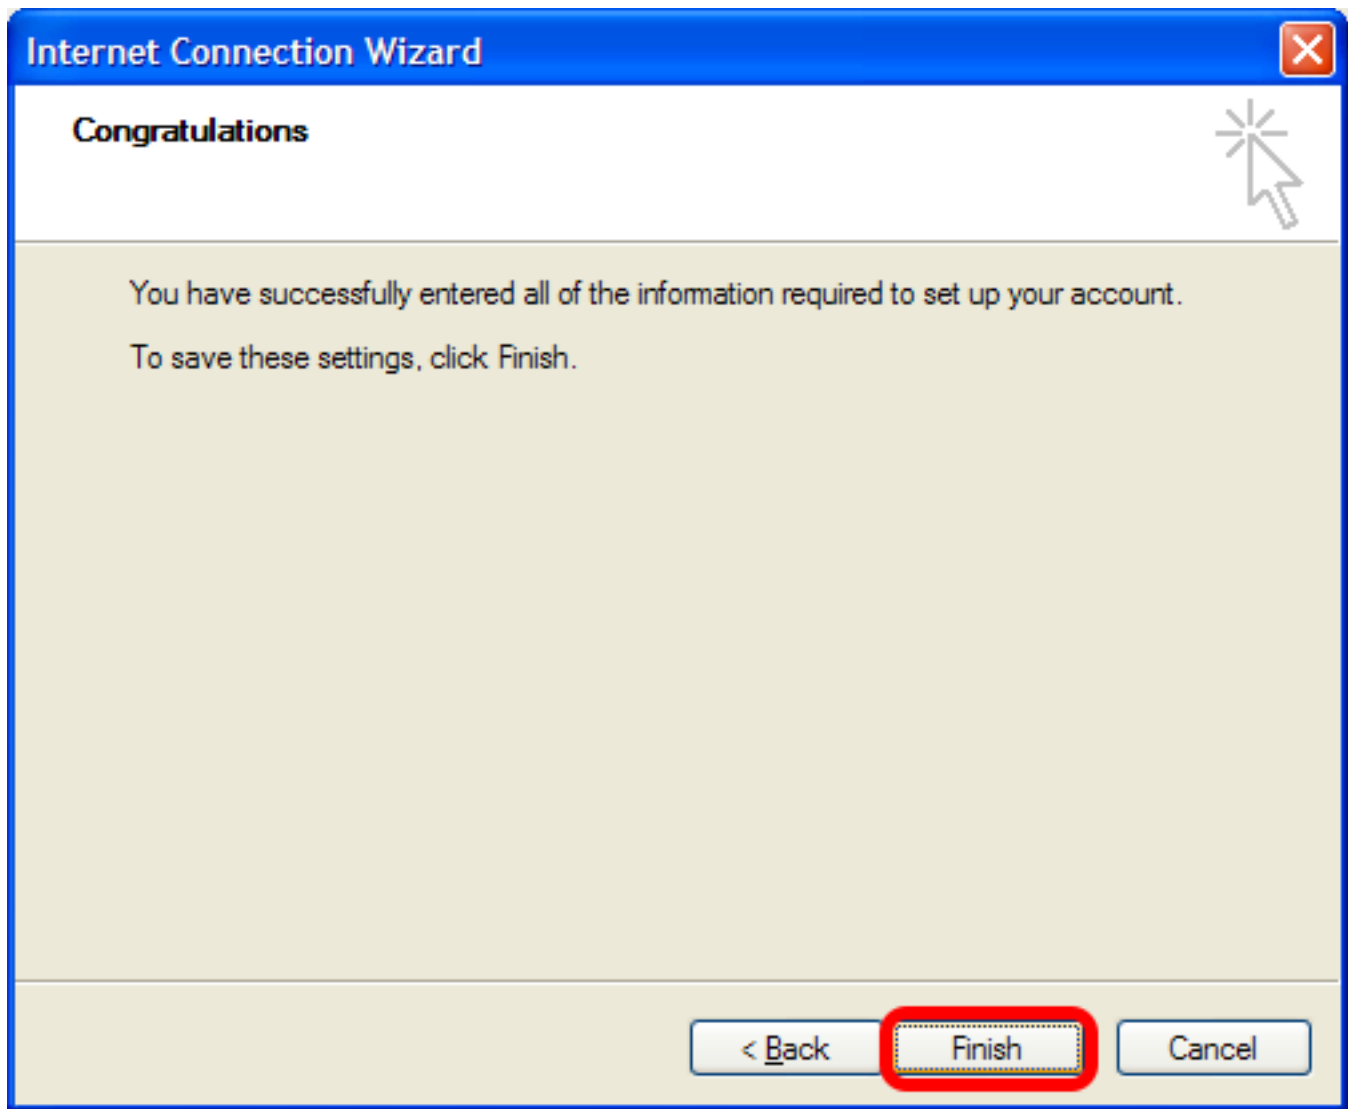 Internet Connection Wizard
Congratulations
You have successfully entered all of the information required to set up your account.
To save these settings, click Finish.
< Back
Finish
Cancel